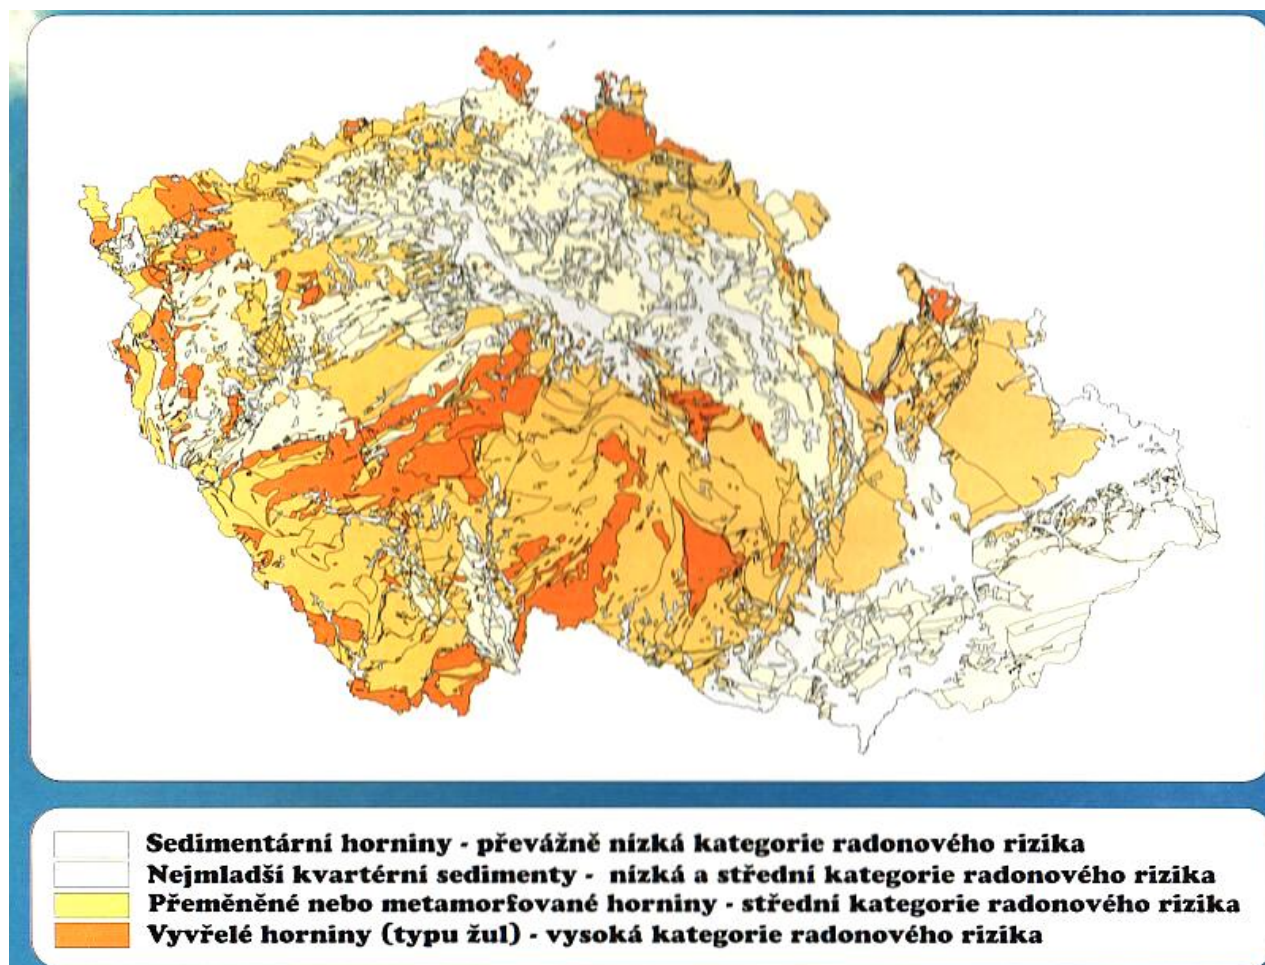 Sedimentární horniny - převážně nízká kategorie radonového rizika
Nejmladší kvartérní sedimenty - nízká a střední kategorie radonového rizika
Přeměněné nebo metamorfované horniny - střední kategorie radonového rizika
Vyvřelé horniny (typu žul) - vysoká kategorie radonového rizika